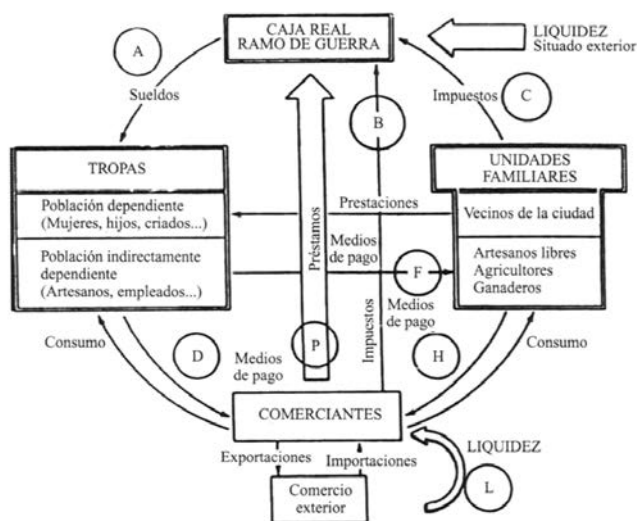 CAJA REAL
RAMO DE GUERRA
LIQUIDEZ
Situado exterior
A
Sueldos
B
Impuestos
C
TROPAS
Población dependiente
(Mujeres, hijos, criados...)
Población indirectamente
dependiente
(Artesanos, empleados...)
UNIDADES
FAMILIARES
Vecinos de la ciudad
Artesanos libres
Agricultores
Ganaderos
Prestaciones
Préstamos
Medios
de pago
F
Medios
de pago
Consumo
D
Medios
de pago
P
Impuestos
H
Consumo
COMERCIANTES
Exportaciones
Importaciones
Comercio
exterior
LIQUIDEZ
L